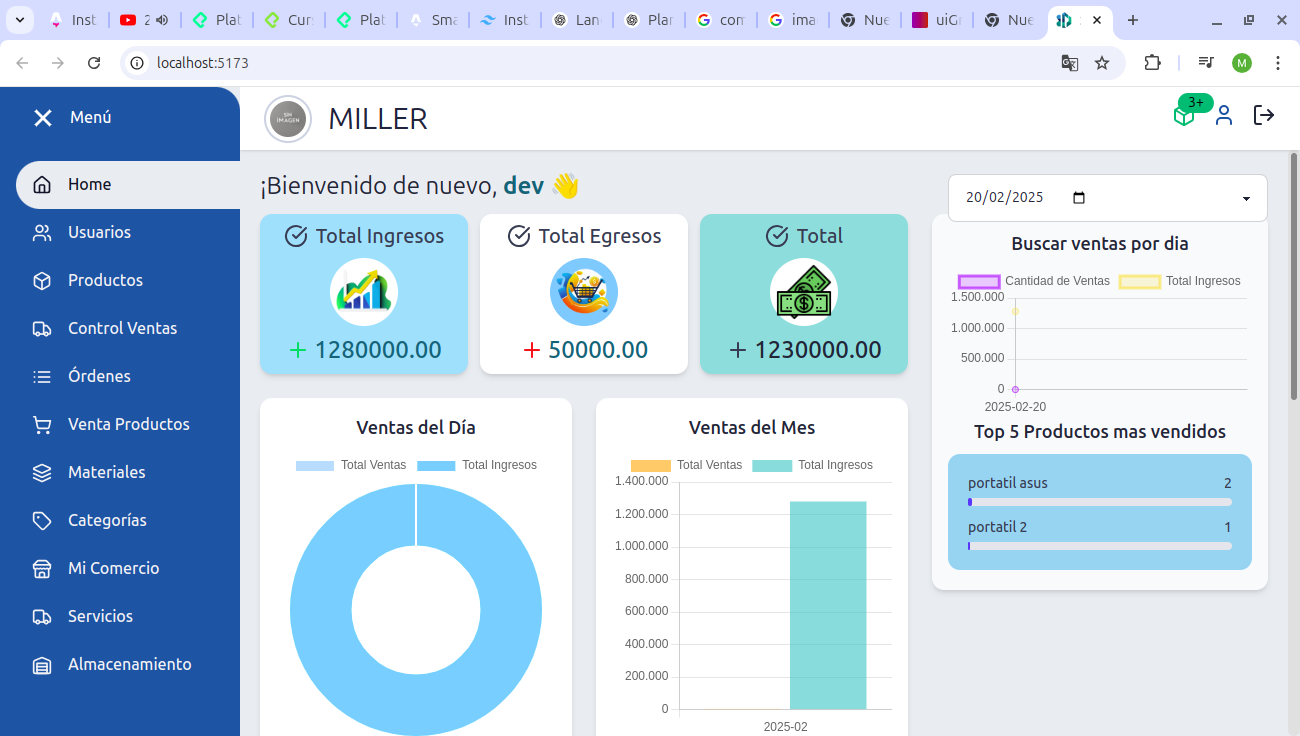 Inst
2
Plat
Curs
Plat
Sma
Inst
Lan
Plan
com
ima
Nue
uiGr
Nue
localhost:5173
M
Menú
SIN
IMAGEN
MILLER
3+
Home
Usuarios
Productos
Control Ventas
Órdenes
Venta Productos
Materiales
Categorías
Mi Comercio
Servicios
Almacenamiento
¡Bienvenido de nuevo, dev 👋
Total Ingresos
+ 1280000.00
Total Egresos
+ 50000.00
Total
+ 1230000.00
20/02/2025
Buscar ventas por dia
Cantidad de Ventas Total Ingresos
1.500.000
1.000.000
500.000
0
2025-02-20
Top 5 Productos mas vendidos
portatil asus 2
portatil 2 1
Ventas del Día
Total Ventas Total Ingresos
Ventas del Mes
Total Ventas Total Ingresos
1.400.000
1.200.000
1.000.000
800.000
600.000
400.000
200.000
0
2025-02